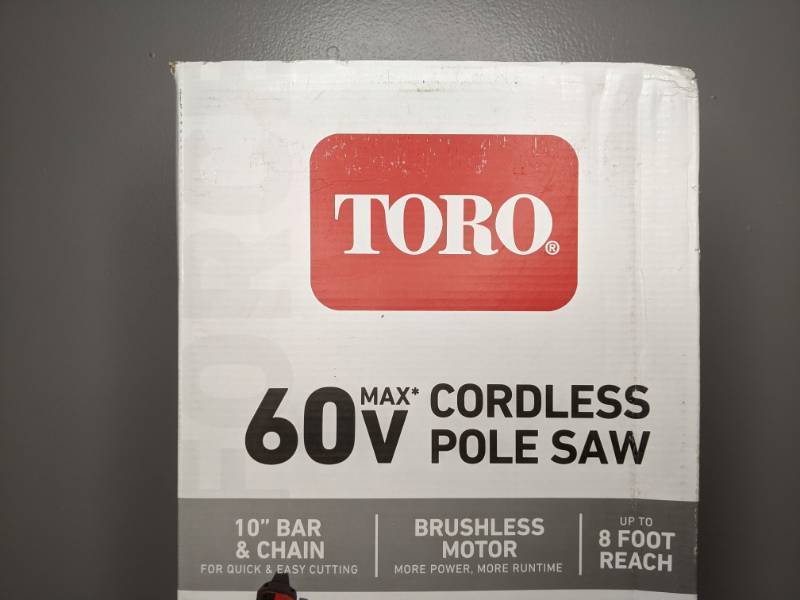 TORO®
60V MAX* CORDLESS
POLE SAW
10" BAR
& CHAIN
FOR QUICK & EASY CUTTING
BRUSHLESS
MOTOR
MORE POWER, MORE RUNTIME
UP TO
8 FOOT
REACH
FORCE